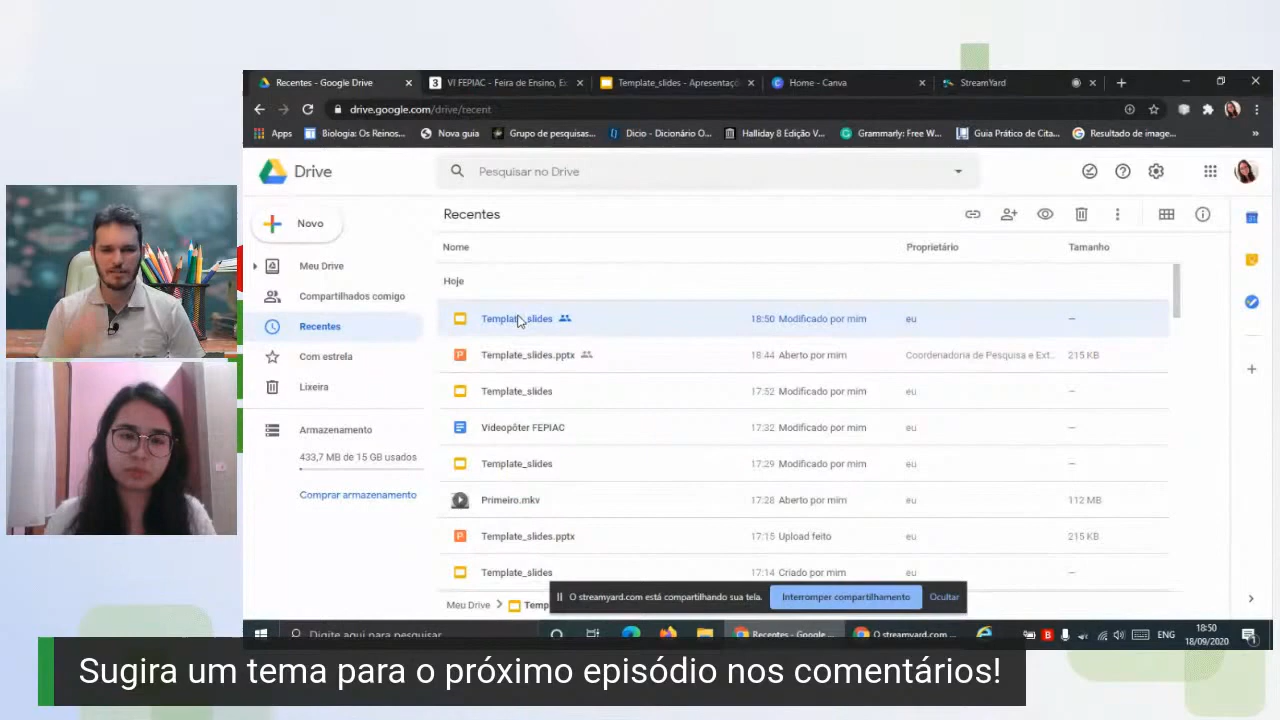 Recentes - Google Drive
VI FEPIAC - Feira de Ensino, Ex
Template_slides - Apresentaçõ
Home - Canva
StreamYard
drive.google.com/drive/recent
Apps
Biologia: Os Reinos...
Nova guia
Grupo de pesquisas...
Dicio - Dicionário O...
Halliday 8 Edição V...
Grammarly: Free W...
Guia Prático de Cita...
Resultado de image...
Drive
Pesquisar no Drive
Novo
Recentes
Nome Proprietário Tamanho
Meu Drive
Hoje
Compartilhados comigo
Template_slides 18:50 Modificado por mim eu —
Recentes
Template_slides.pptx 18:44 Aberto por mim Coordenadoria de Pesquisa e Ext... 215 KB
Com estrela
Template_slides 17:52 Modificado por mim eu —
Lixeira
Videopôter FEPIAC 17:32 Modificado por mim eu —
Armazenamento
433,7 MB de 15 GB usados
Template_slides 17:29 Modificado por mim eu —
Comprar armazenamento
Primeiro.mkv 17:28 Aberto por mim eu 112 MB
Template_slides.pptx 17:15 Upload feito eu 215 KB
Template_slides 17:14 Criado por mim eu —
O streamyard.com está compartilhando sua tela. Interromper compartilhamento Ocultar
Meu Drive > Temp
Digite aqui para pesquisar
Recentes - Google ...
O streamyard.com...
ENG
18:50
18/09/2020
Sugira um tema para o próximo episódio nos comentários!